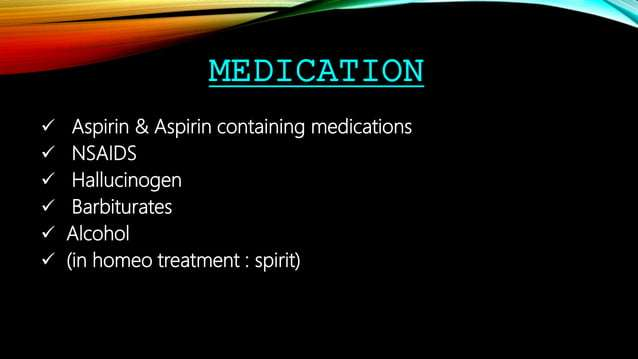 MEDICATION
✓ Aspirin & Aspirin containing medications
✓ NSAIDS
✓ Hallucinogen
✓ Barbiturates
✓ Alcohol
✓ (in homeo treatment : spirit)